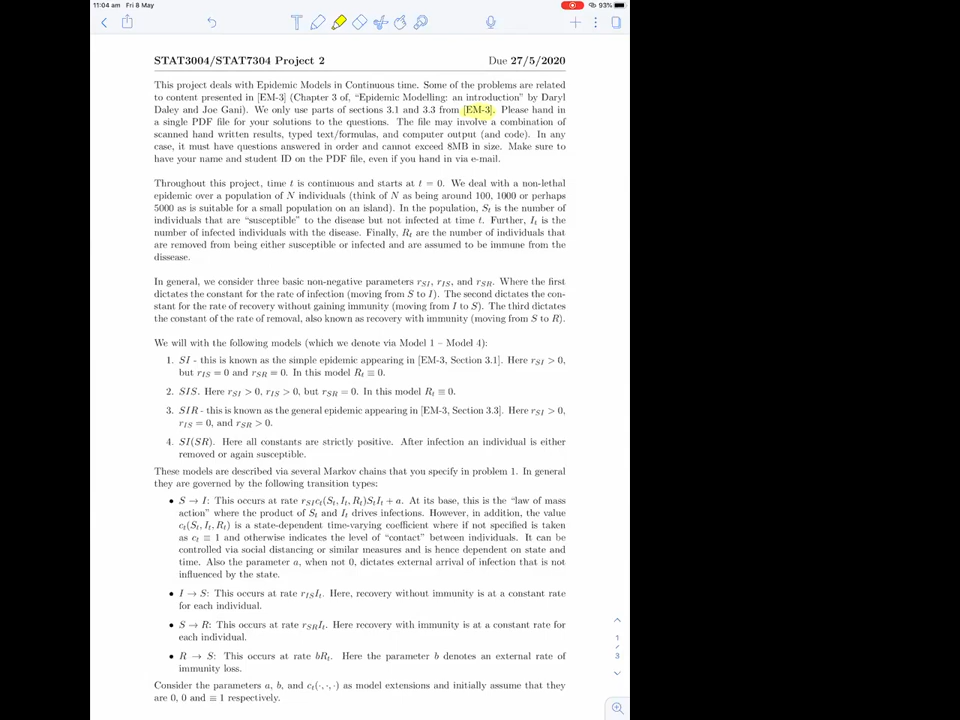 11:04 am Fri 8 May
93%
STAT3004/STAT7304 Project 2 Due 27/5/2020
This project deals with Epidemic Models in Continuous time. Some of the problems are related
to content presented in [EM-3] (Chapter 3 of, "Epidemic Modelling: an introduction" by Daryl
Daley and Joe Gani). We only use parts of sections 3.1 and 3.3 from [EM-3]. Please hand in
a single PDF file for your solutions to the questions. The file may involve a combination of
scanned hand written results, typed text/formulas, and computer output (and code). In any
case, it must have questions answered in order and cannot exceed 8MB in size. Make sure to
have your name and student ID on the PDF file, even if you hand in via e-mail.
Throughout this project, time t is continuous and starts at t = 0. We deal with a non-lethal
epidemic over a population of N individuals (think of N as being around 100, 1000 or perhaps
5000 as is suitable for a small population on an island). In the population, S_t is the number of
individuals that are "susceptible" to the disease but not infected at time t. Further, I_t is the
number of infected individuals with the disease. Finally, R_t are the number of individuals that
are removed from being either susceptible or infected and are assumed to be immune from the
dissease.
In general, we consider three basic non-negative parameters r_SI, r_IS, and r_SR. Where the first
dictates the constant for the rate of infection (moving from S to I). The second dictates the con-
stant for the rate of recovery without gaining immunity (moving from I to S). The third dictates
the constant of the rate of removal, also known as recovery with immunity (moving from S to R).
We will with the following models (which we denote via Model 1 – Model 4):
1. SI - this is known as the simple epidemic appearing in [EM-3, Section 3.1]. Here r_SI > 0,
but r_IS = 0 and r_SR = 0. In this model R_t ≡ 0.
2. SIS. Here r_SI > 0, r_IS > 0, but r_SR = 0. In this model R_t ≡ 0.
3. SIR - this is known as the general epidemic appearing in [EM-3, Section 3.3]. Here r_SI > 0,
r_IS = 0, and r_SR > 0.
4. SI(SR). Here all constants are strictly positive. After infection an individual is either
removed or again susceptible.
These models are described via several Markov chains that you specify in problem 1. In general
they are governed by the following transition types:
• S → I: This occurs at rate r_SI c_t(S_t, I_t, R_t)S_t I_t + a. At its base, this is the "law of mass
action" where the product of S_t and I_t drives infections. However, in addition, the value
c_t(S_t, I_t, R_t) is a state-dependent time-varying coefficient where if not specified is taken
as c_t ≡ 1 and otherwise indicates the level of "contact" between individuals. It can be
controlled via social distancing or similar measures and is hence dependent on state and
time. Also the parameter a, when not 0, dictates external arrival of infection that is not
influenced by the state.
• I → S: This occurs at rate r_IS I_t. Here, recovery without immunity is at a constant rate
for each individual.
• S → R: This occurs at rate r_SR I_t. Here recovery with immunity is at a constant rate for
each individual.
• R → S: This occurs at rate bR_t. Here the parameter b denotes an external rate of
immunity loss.
Consider the parameters a, b, and c_t(·, ·, ·) as model extensions and initially assume that they
are 0, 0 and ≡ 1 respectively.
1
3